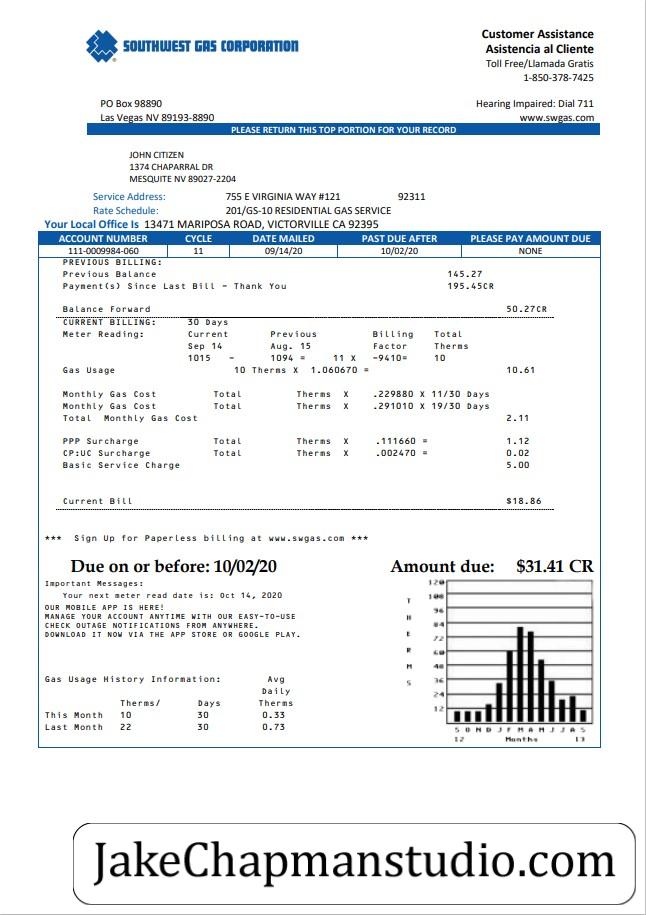 SOUTHWEST GAS CORPORATION
Customer Assistance
Asistencia al Cliente
Toll Free/Llamada Gratis
1-850-378-7425
PO Box 98890 Hearing Impaired: Dial 711
Las Vegas NV 89193-8890 www.swgas.com
PLEASE RETURN THIS TOP PORTION FOR YOUR RECORD
JOHN CITIZEN
1374 CHAPARRAL DR
MESQUITE NV 89027-2204
Service Address: 755 E VIRGINIA WAY #121 92311
Rate Schedule: 201/GS-10 RESIDENTIAL GAS SERVICE
Your Local Office Is 13471 MARIPOSA ROAD, VICTORVILLE CA 92395
ACCOUNT NUMBER CYCLE DATE MAILED PAST DUE AFTER PLEASE PAY AMOUNT DUE
111-0009984-060 11 09/14/20 10/02/20 NONE
PREVIOUS BILLING:
Previous Balance 145.27
Payment(s) Since Last Bill - Thank You 195.45CR
Balance Forward 50.27CR
CURRENT BILLING: 30 Days
Meter Reading: Current Previous Billing Total
Sep 14 Aug. 15 Factor Therms
1015 - 1094 = 11 X -9410= 10
Gas Usage 10 Therms X 1.060670 = 10.61
Monthly Gas Cost Total Therms X .229880 X 11/30 Days
Monthly Gas Cost Total Therms X .291010 X 19/30 Days
Total Monthly Gas Cost 2.11
PPP Surcharge Total Therms X .111660 = 1.12
CP:UC Surcharge Total Therms X .002470 = 0.02
Basic Service Charge 5.00
Current Bill $18.86
*** Sign Up for Paperless billing at www.swgas.com ***
Due on or before: 10/02/20 Amount due: $31.41 CR
Important Messages:
Your next meter read date is: Oct 14, 2020
OUR MOBILE APP IS HERE!
MANAGE YOUR ACCOUNT ANYTIME WITH OUR EASY-TO-USE
CHECK OUTAGE NOTIFICATIONS FROM ANYWHERE.
DOWNLOAD IT NOW VIA THE APP STORE OR GOOGLE PLAY.
Gas Usage History Information: Avg
Daily
Therms/ Days Therms
This Month 10 30 0.33
Last Month 22 30 0.73
THERMS
120
108
96
84
72
60
48
36
24
12
S O N D J F M A M J J A S
12 Months 13
JakeChapmanstudio.com